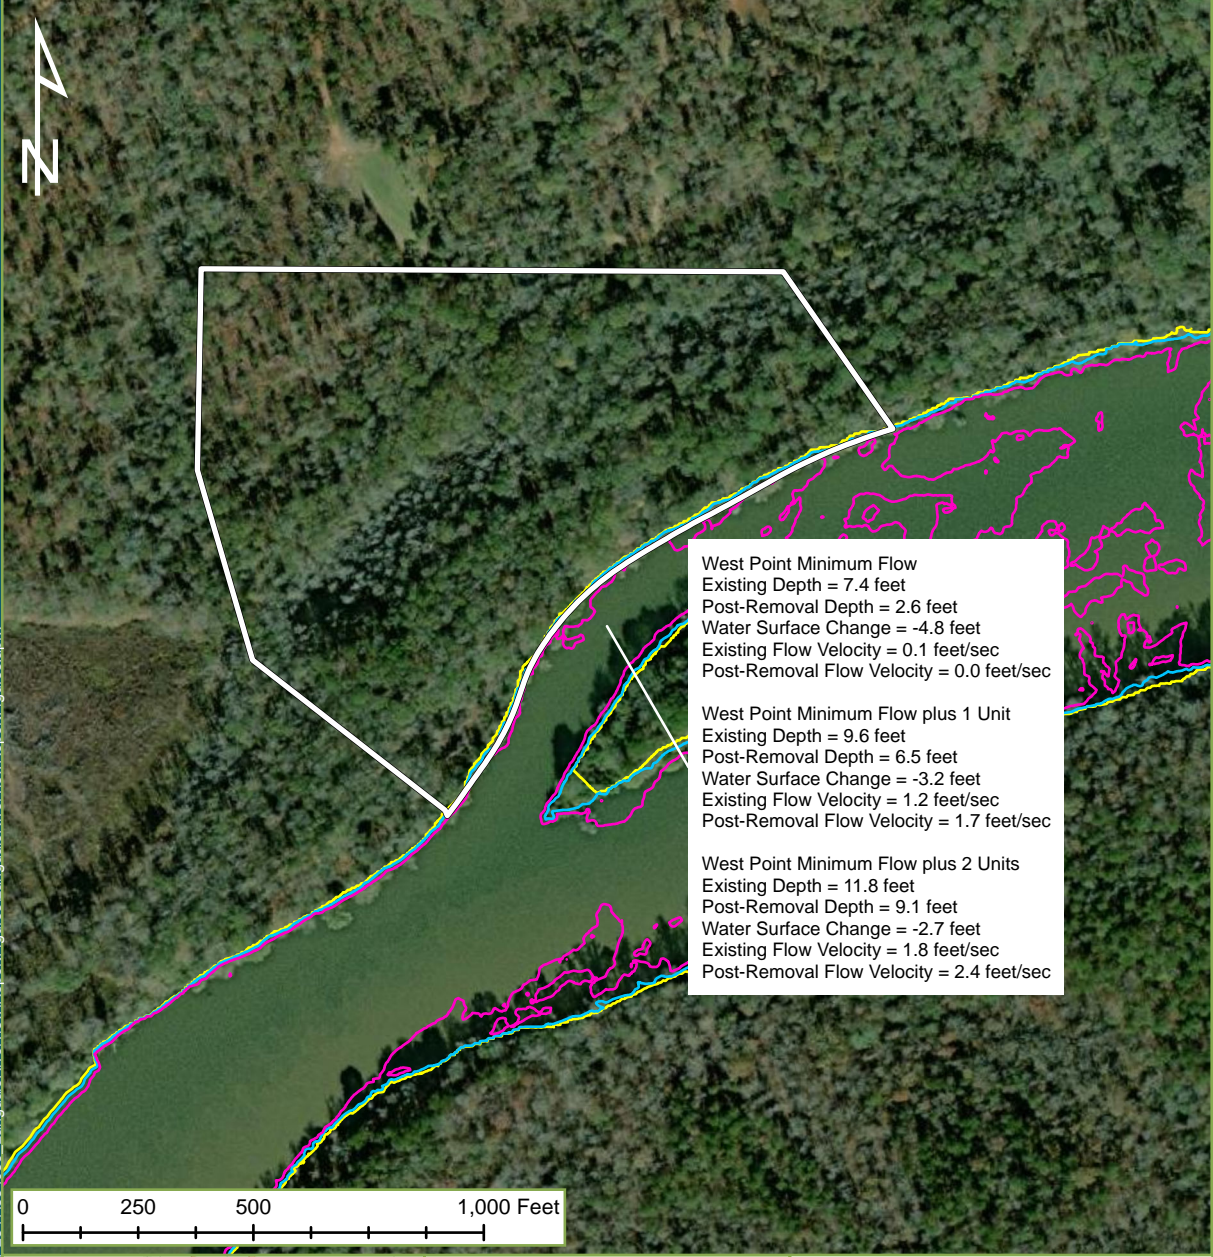 N
West Point Minimum Flow
Existing Depth = 7.4 feet
Post-Removal Depth = 2.6 feet
Water Surface Change = -4.8 feet
Existing Flow Velocity = 0.1 feet/sec
Post-Removal Flow Velocity = 0.0 feet/sec
West Point Minimum Flow plus 1 Unit
Existing Depth = 9.6 feet
Post-Removal Depth = 6.5 feet
Water Surface Change = -3.2 feet
Existing Flow Velocity = 1.2 feet/sec
Post-Removal Flow Velocity = 1.7 feet/sec
West Point Minimum Flow plus 2 Units
Existing Depth = 11.8 feet
Post-Removal Depth = 9.1 feet
Water Surface Change = -2.7 feet
Existing Flow Velocity = 1.8 feet/sec
Post-Removal Flow Velocity = 2.4 feet/sec
0 250 500 1,000 Feet